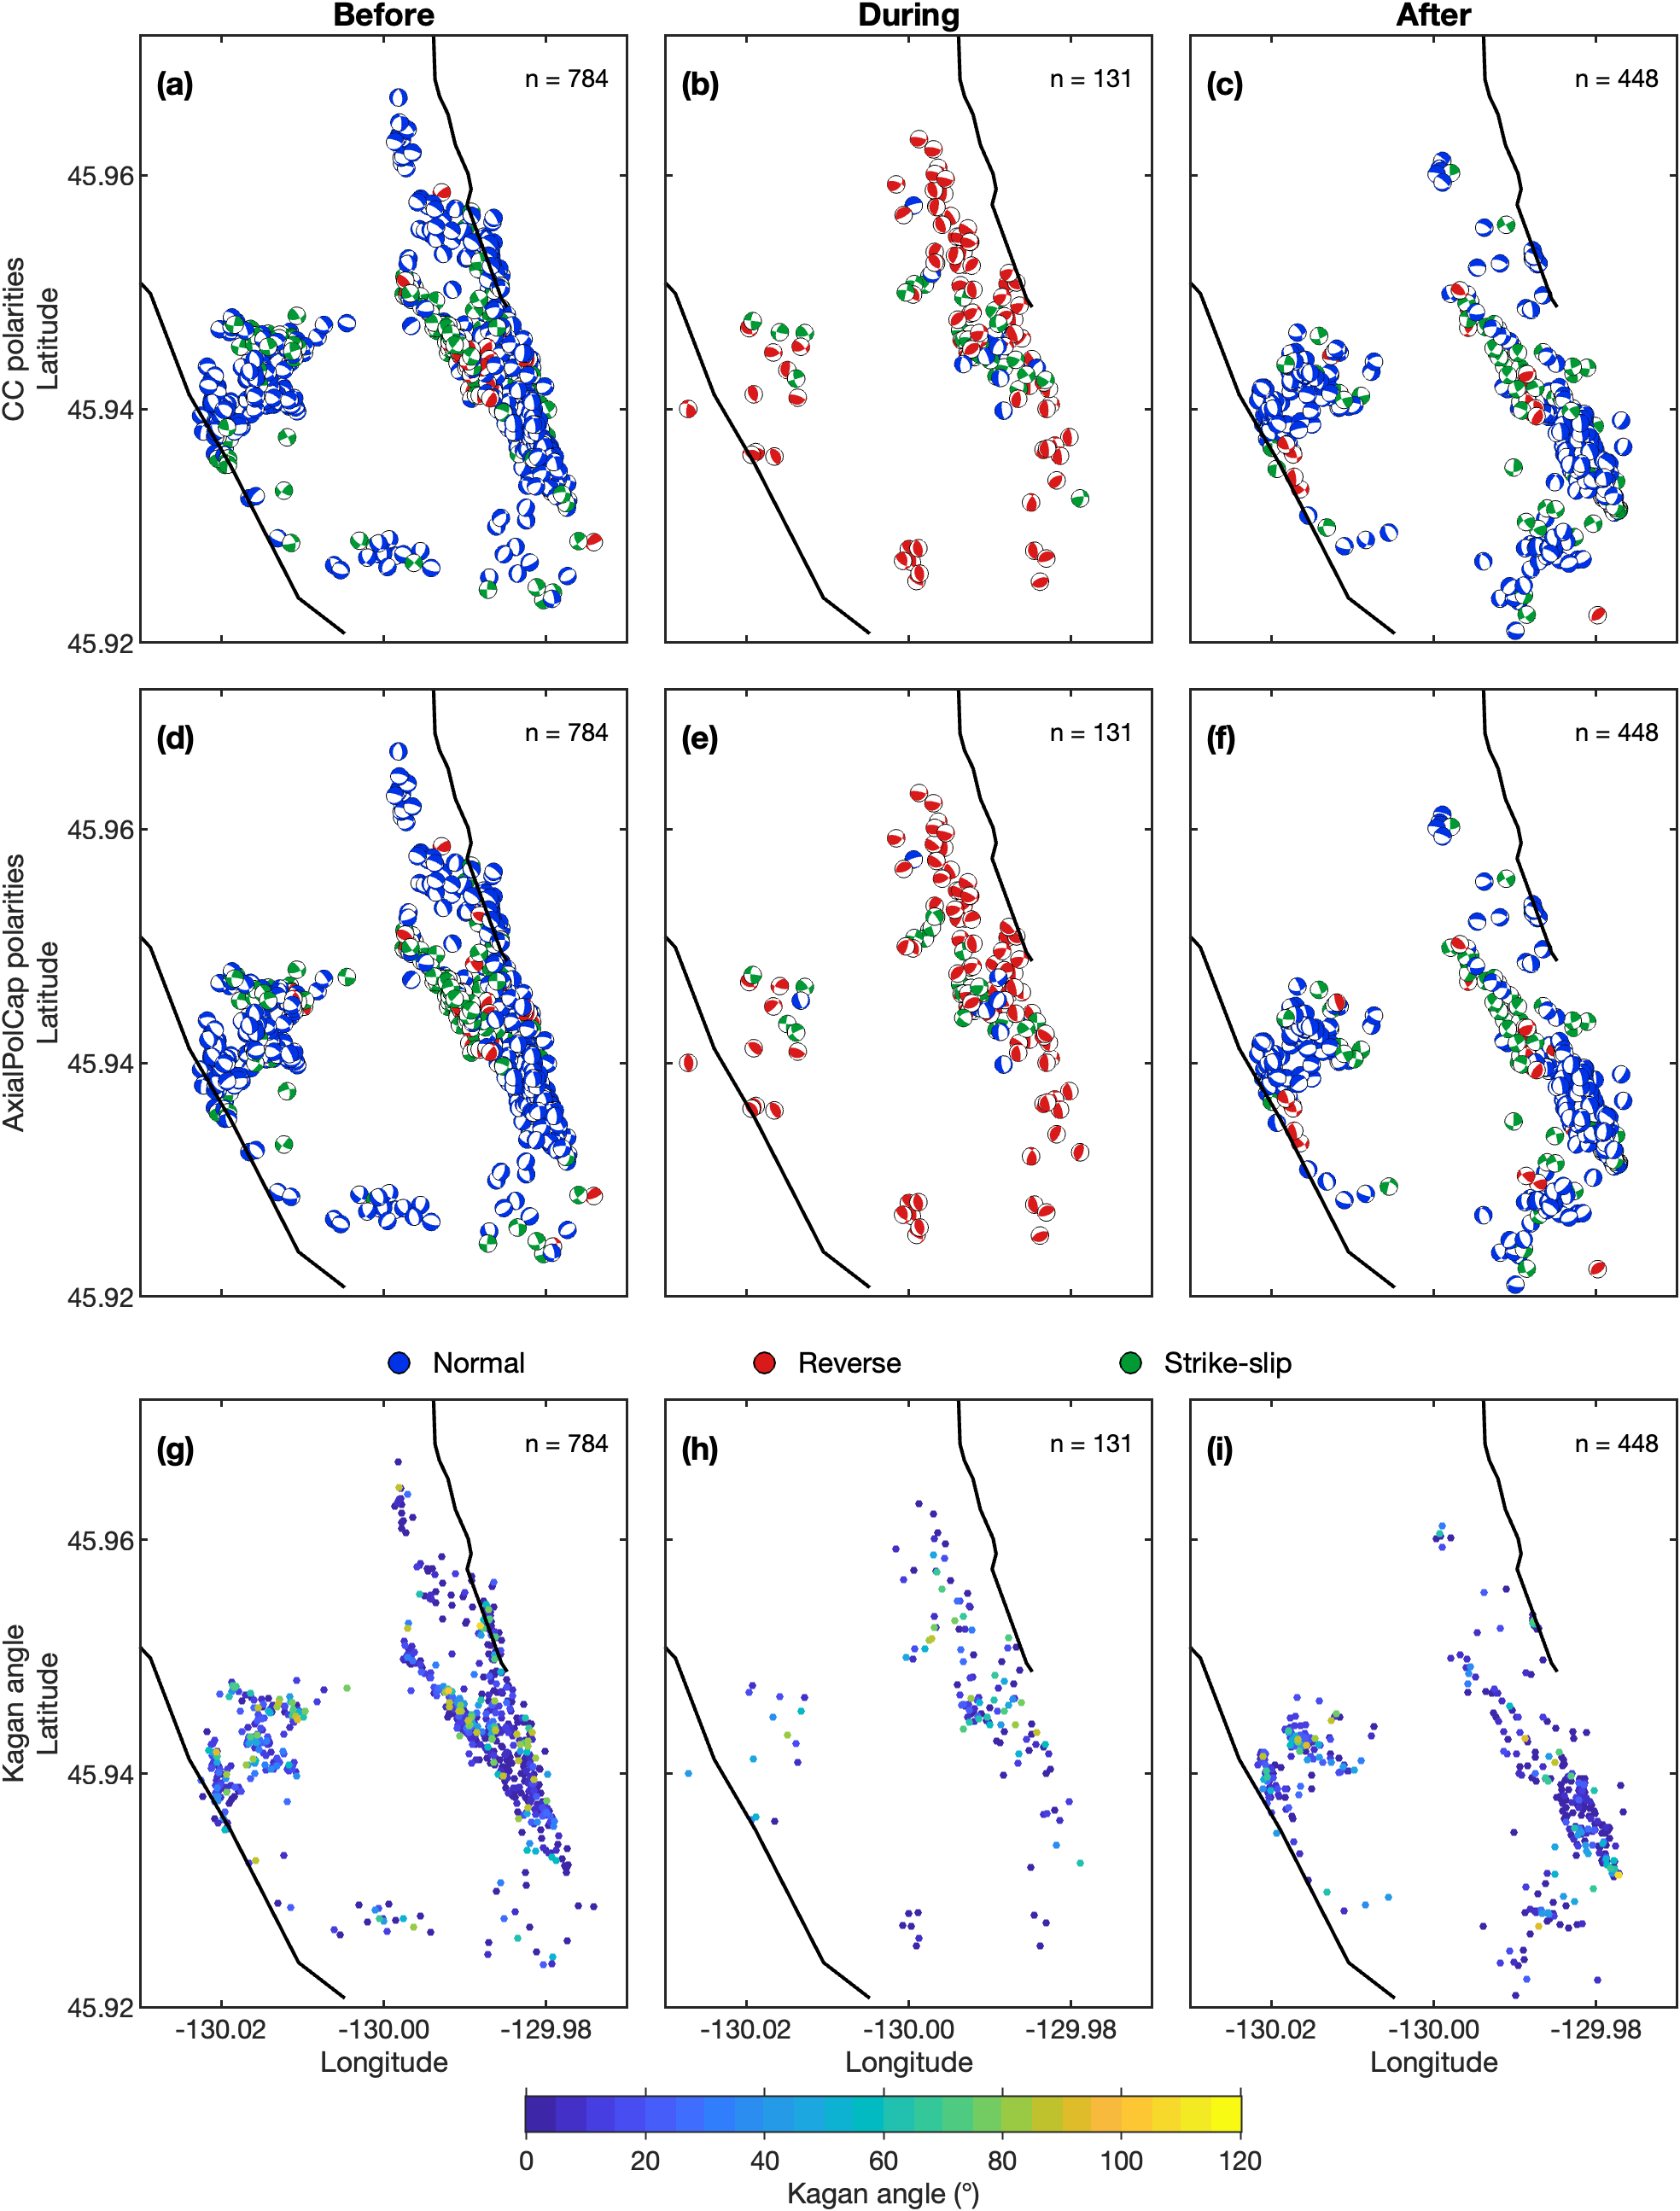 Before During After
(a) n = 784 (b) n = 131 (c) n = 448
CC polarities
Latitude
45.96
45.94
45.92
(d) n = 784 (e) n = 131 (f) n = 448
AxialPolCap polarities
Latitude
45.96
45.94
45.92
Normal Reverse Strike-slip
(g) n = 784 (h) n = 131 (i) n = 448
Kagan angle
Latitude
45.96
45.94
45.92
-130.02 -130.00 -129.98 -130.02 -130.00 -129.98 -130.02 -130.00 -129.98
Longitude Longitude Longitude
0 20 40 60 80 100 120
Kagan angle (°)